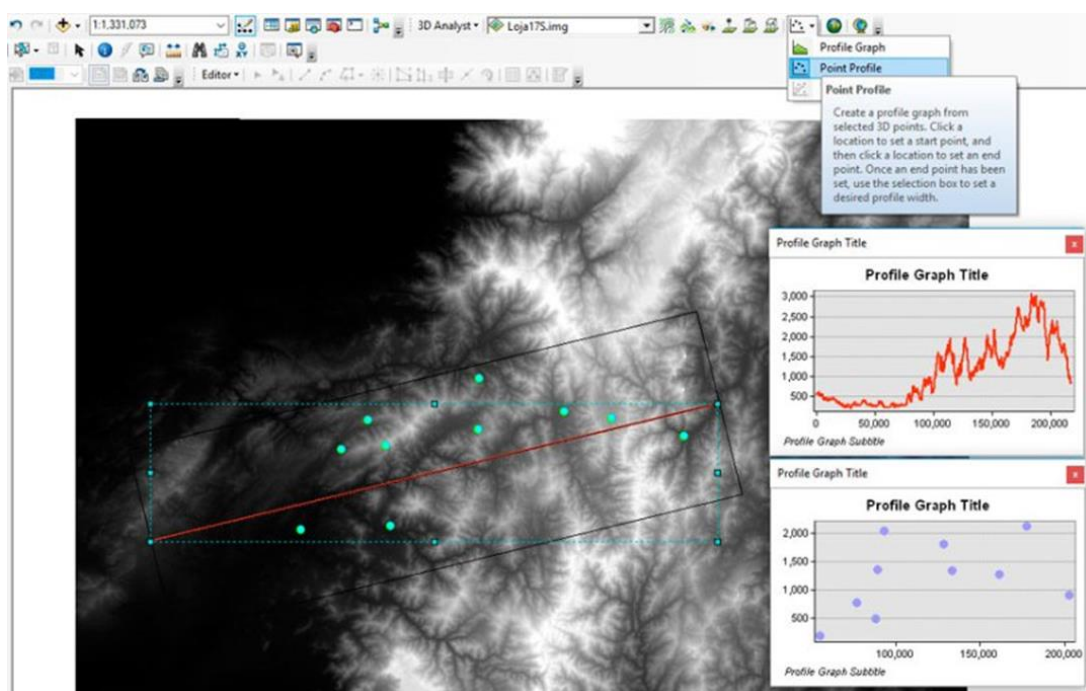 1:1,331,073
3D Analyst
Loja17S.img
Editor
Profile Graph
Point Profile
Point Profile
Create a profile graph from
selected 3D points. Click a
location to set a start point, and
then click a location to set an end
point. Once an end point has been
set, use the selection box to set a
desired profile width.
Profile Graph Title
x
Profile Graph Title
3,000
2,500
2,000
1,500
1,000
500
0
50,000
100,000
150,000
200,000
Profile Graph Subtitle
Profile Graph Title
x
Profile Graph Title
2,000
1,500
1,000
500
100,000
150,000
200,000
Profile Graph Subtitle